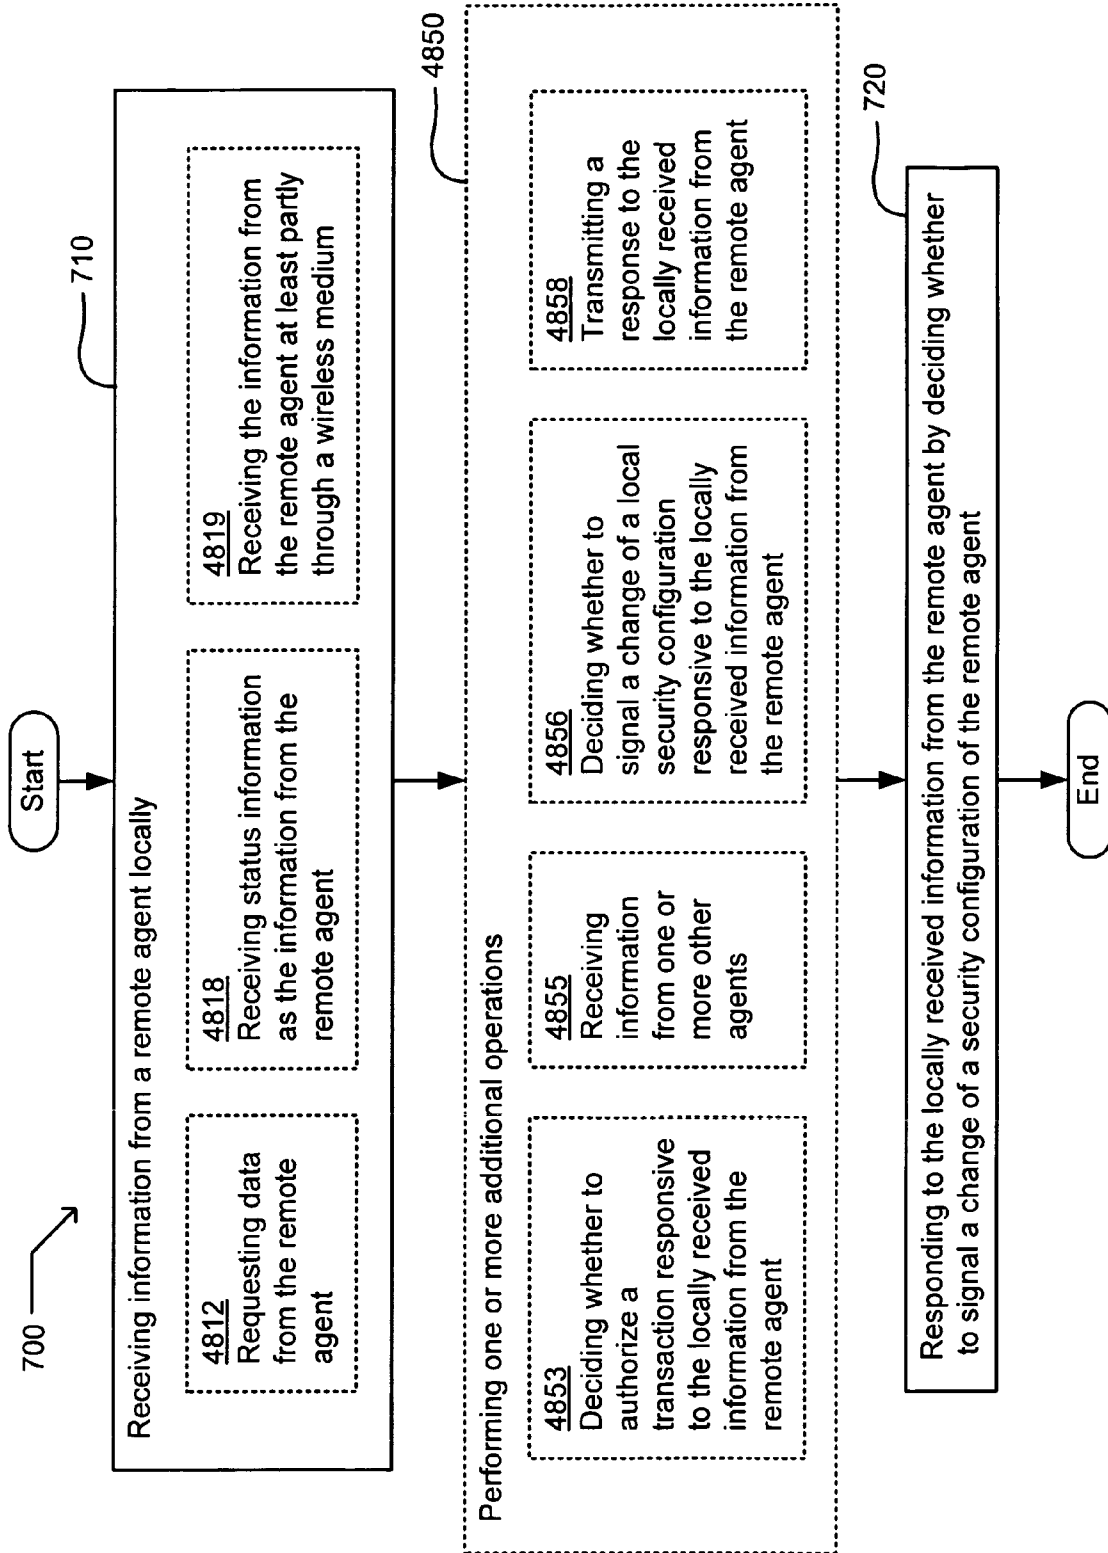 700
Start
710
Receiving information from a remote agent locally
4812
Requesting data
from the remote
agent
4818
Receiving status information
as the information from the
remote agent
4819
Receiving the information from
the remote agent at least partly
through a wireless medium
4850
Performing one or more additional operations
4853
Deciding whether to
authorize a
transaction responsive
to the locally received
information from the
remote agent
4855
Receiving
information
from one or
more other
agents
4856
Deciding whether to
signal a change of a local
security configuration
responsive to the locally
received information from
the remote agent
4858
Transmitting a
response to the
locally received
information from
the remote agent
720
Responding to the locally received information from the remote agent by deciding whether
to signal a change of a security configuration of the remote agent
End